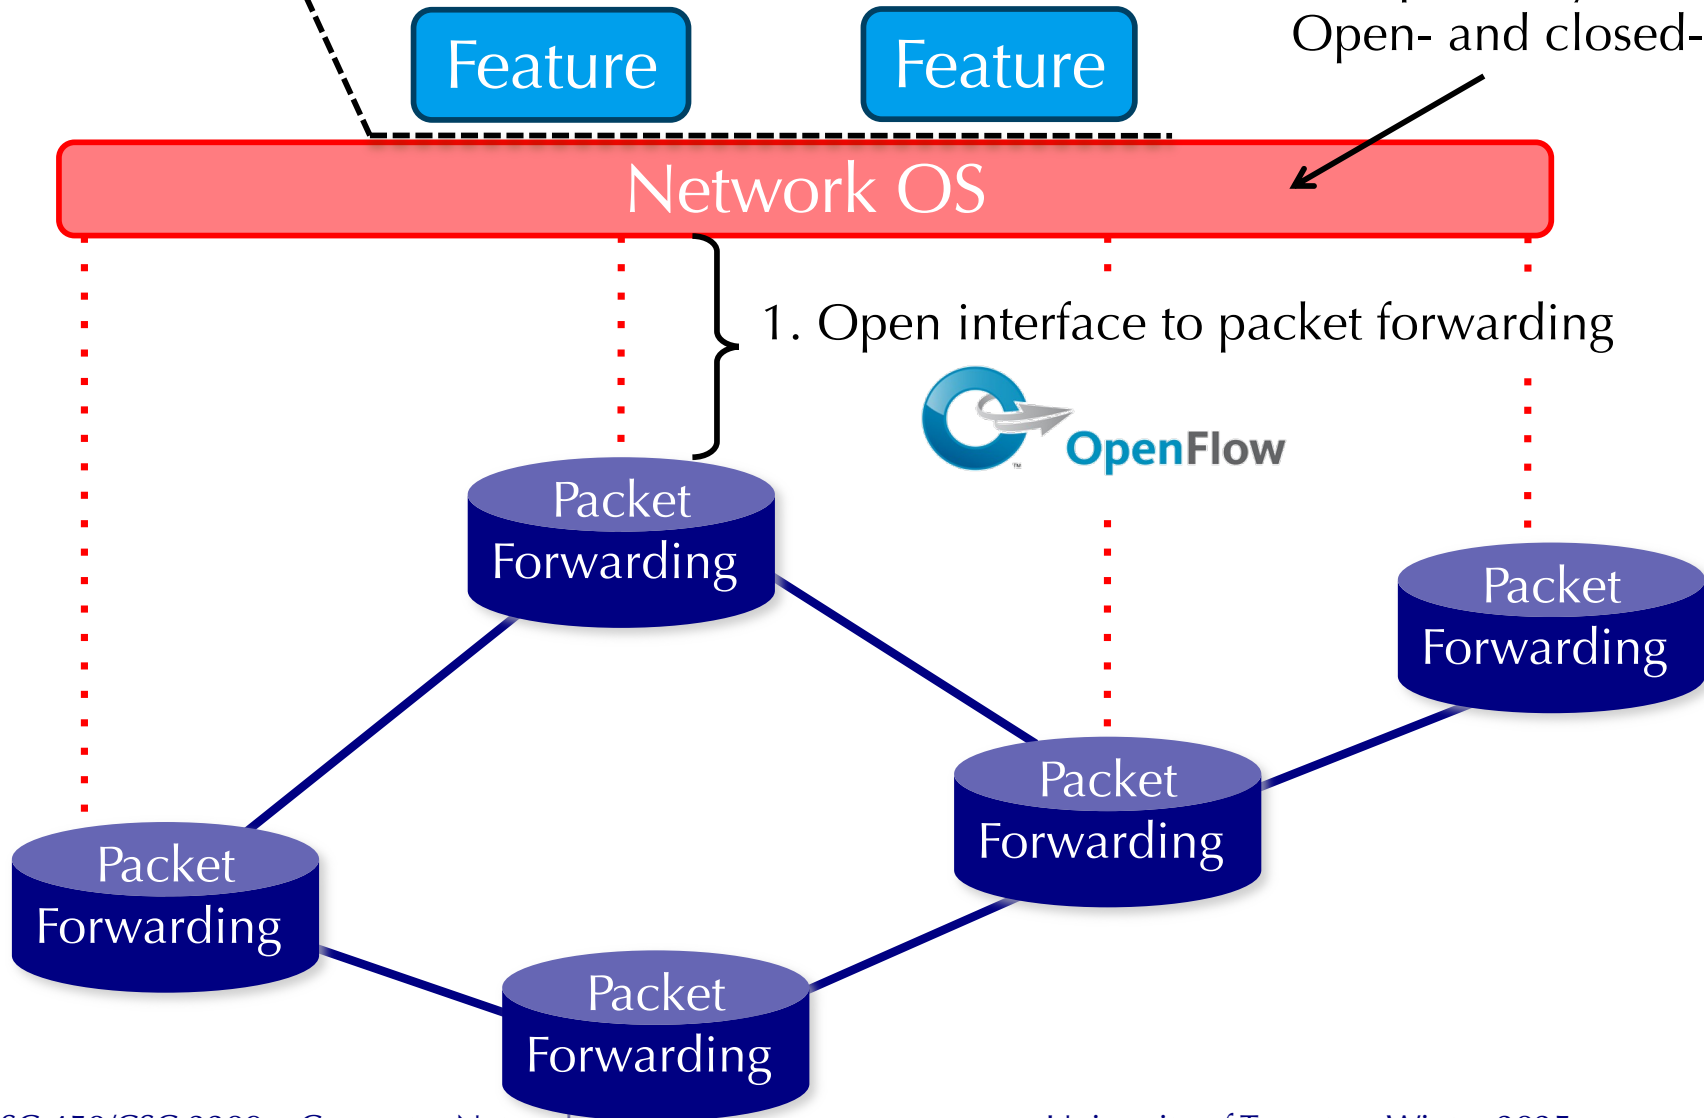 Open- and closed-
Feature
Feature
Network OS
1. Open interface to packet forwarding
OpenFlow
TM
Packet
Forwarding
Packet
Forwarding
Packet
Forwarding
Packet
Forwarding
Packet
Forwarding